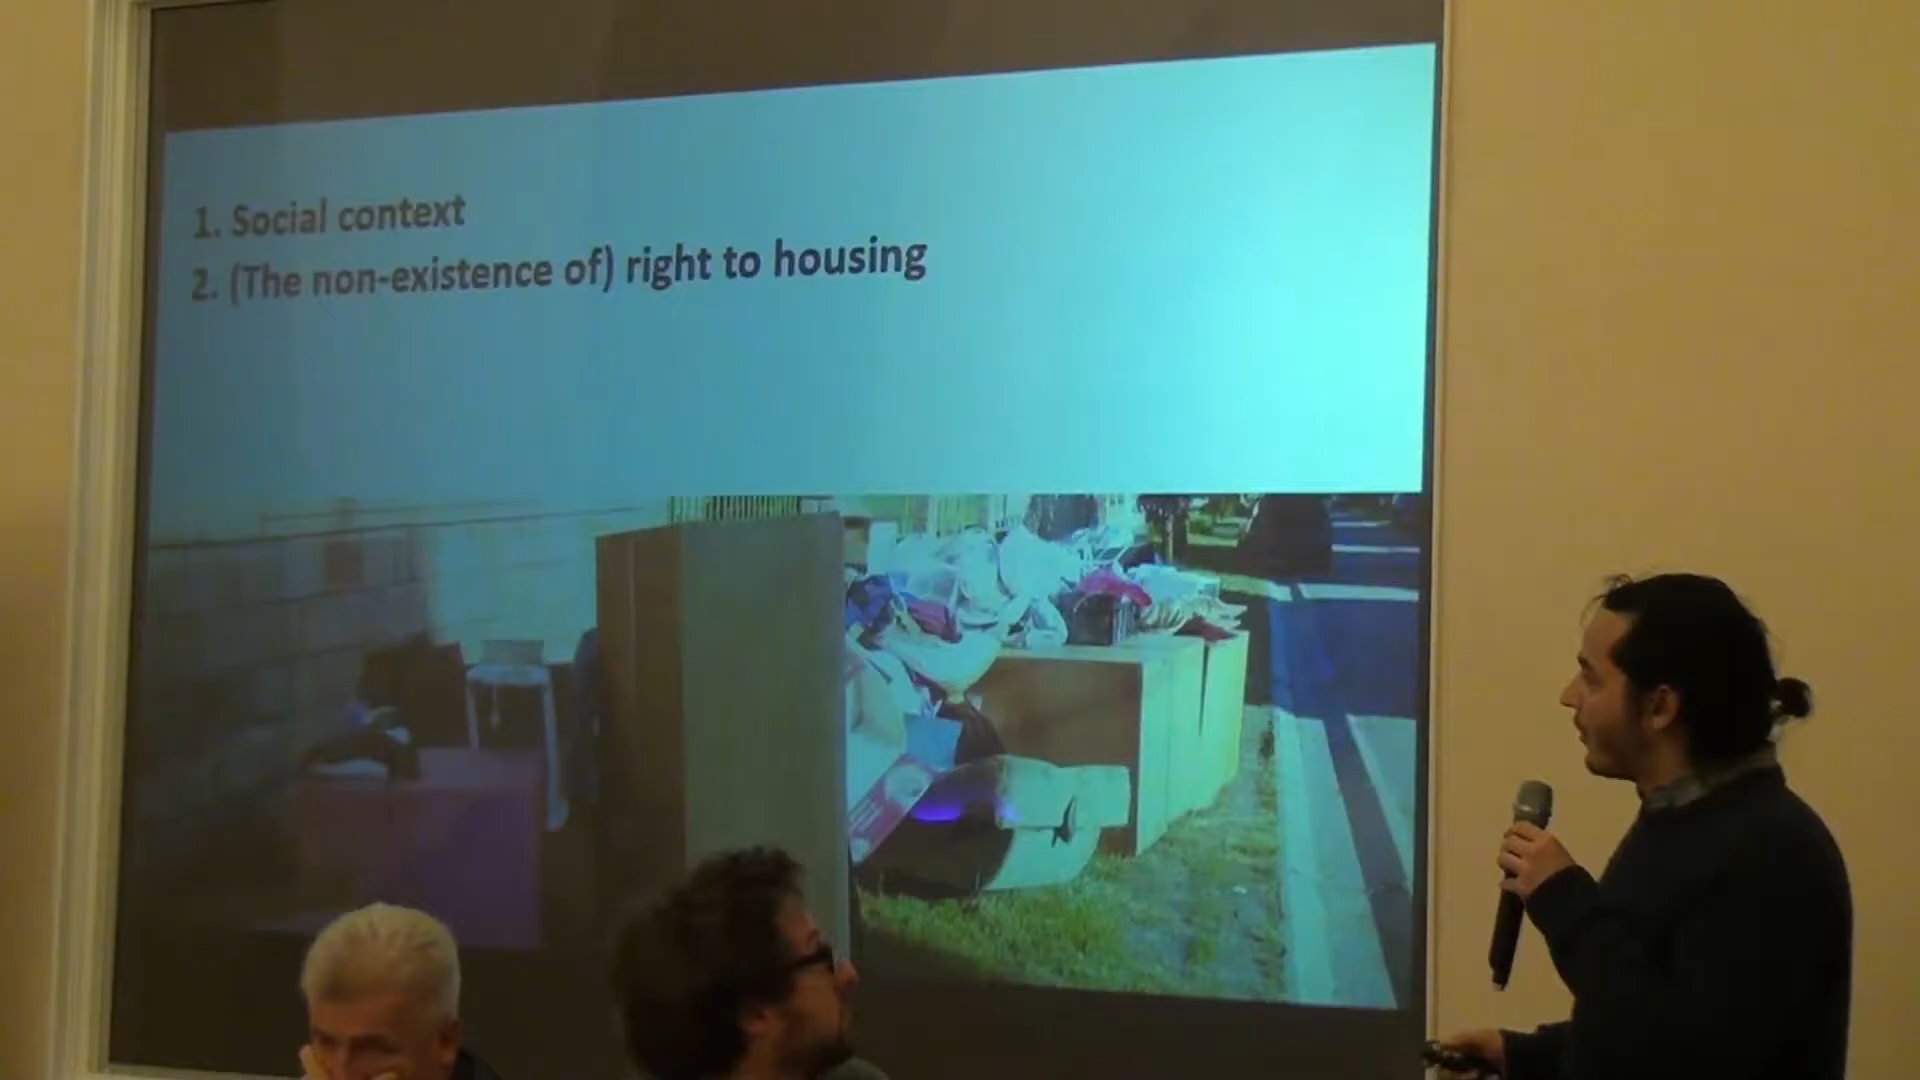 1. Social context
2. (The non-existence of) right to housing